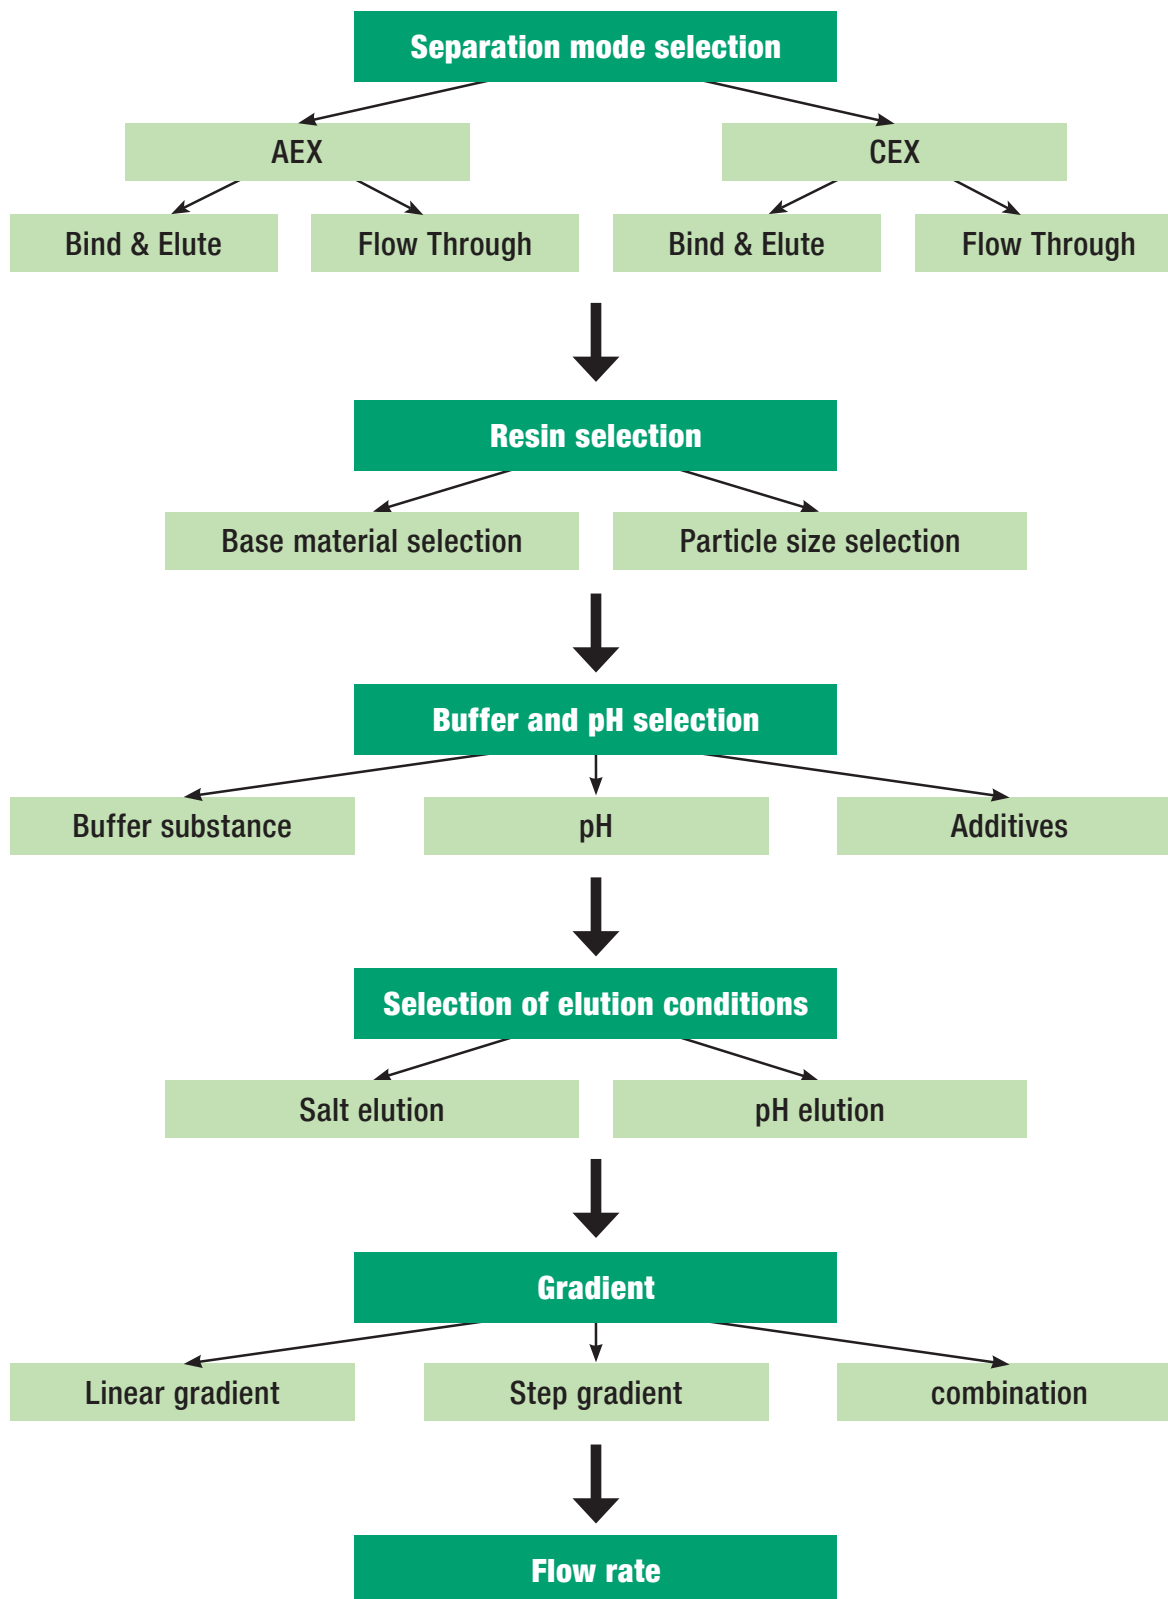 Separation mode selection
AEX
CEX
Bind & Elute
Flow Through
Bind & Elute
Flow Through
Resin selection
Base material selection
Particle size selection
Buffer and pH selection
Buffer substance
pH
Additives
Selection of elution conditions
Salt elution
pH elution
Gradient
Linear gradient
Step gradient
combination
Flow rate